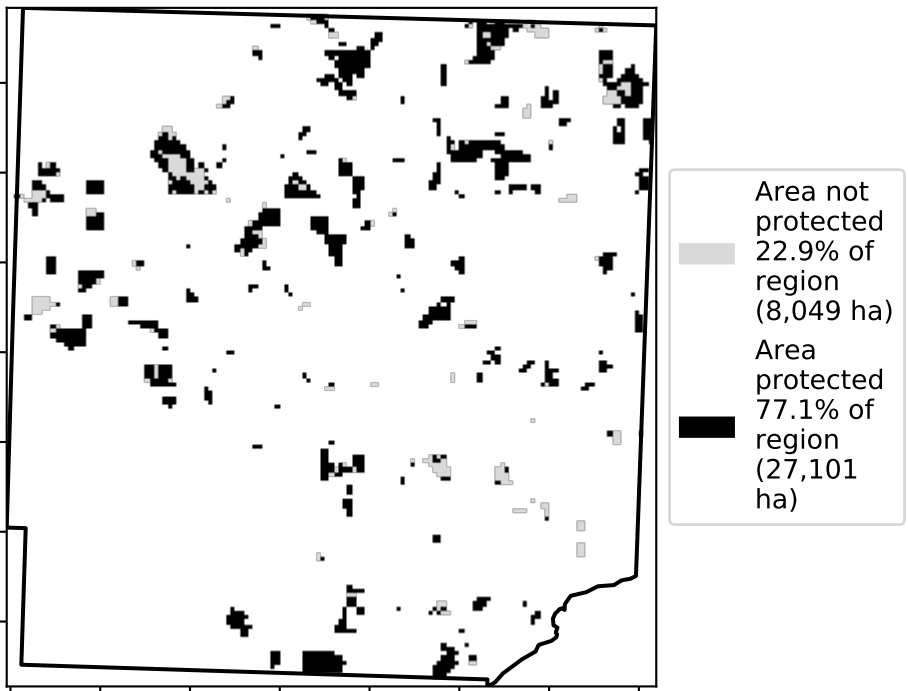 Area not
protected
22.9% of
region
(8,049 ha)
Area
protected
77.1% of
region
(27,101
ha)